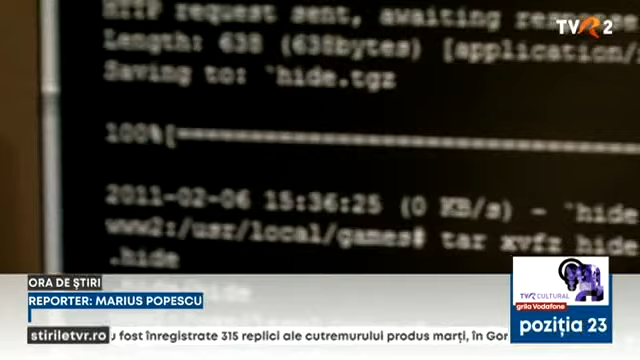 HTTP request sent, awaiting response
TVR 2
Length: 638 (638bytes) [application/
Saving to: `hide.tgz
100%[==================================
2011-02-06 15:36:25 (0 KB/s) - `hide
www2:/usr/local/games# tar xvfz hide
.hide
ORA DE ȘTIRI
REPORTER: MARIUS POPESCU
TVR CULTURAL
grila Vodafone
poziția 23
stiriletvr.ro
u fost înregistrate 315 replici ale cutremurului produs marți, în Gor